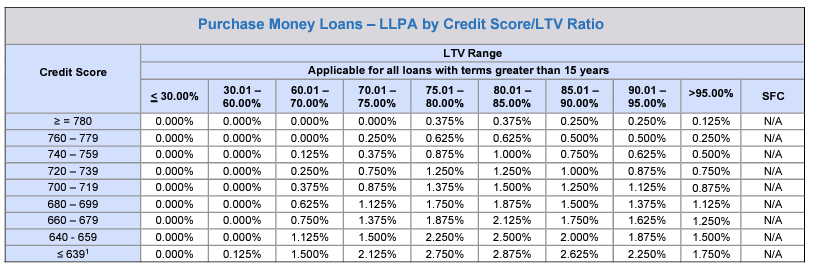 Purchase Money Loans – LLPA by Credit Score/LTV Ratio
Credit Score
LTV Range
Applicable for all loans with terms greater than 15 years
≤ 30.00% 30.01 – 60.00% 60.01 – 70.00% 70.01 – 75.00% 75.01 – 80.00% 80.01 – 85.00% 85.01 – 90.00% 90.01 – 95.00% >95.00% SFC
≥ = 780 0.000% 0.000% 0.000% 0.000% 0.375% 0.375% 0.250% 0.250% 0.125% N/A
760 – 779 0.000% 0.000% 0.000% 0.250% 0.625% 0.625% 0.500% 0.500% 0.250% N/A
740 – 759 0.000% 0.000% 0.125% 0.375% 0.875% 1.000% 0.750% 0.625% 0.500% N/A
720 – 739 0.000% 0.000% 0.250% 0.750% 1.250% 1.250% 1.000% 0.875% 0.750% N/A
700 – 719 0.000% 0.000% 0.375% 0.875% 1.375% 1.500% 1.250% 1.125% 0.875% N/A
680 – 699 0.000% 0.000% 0.625% 1.125% 1.750% 1.875% 1.500% 1.375% 1.125% N/A
660 – 679 0.000% 0.000% 0.750% 1.375% 1.875% 2.125% 1.750% 1.625% 1.250% N/A
640 - 659 0.000% 0.000% 1.125% 1.500% 2.250% 2.500% 2.000% 1.875% 1.500% N/A
≤ 639¹ 0.000% 0.125% 1.500% 2.125% 2.750% 2.875% 2.625% 2.250% 1.750% N/A